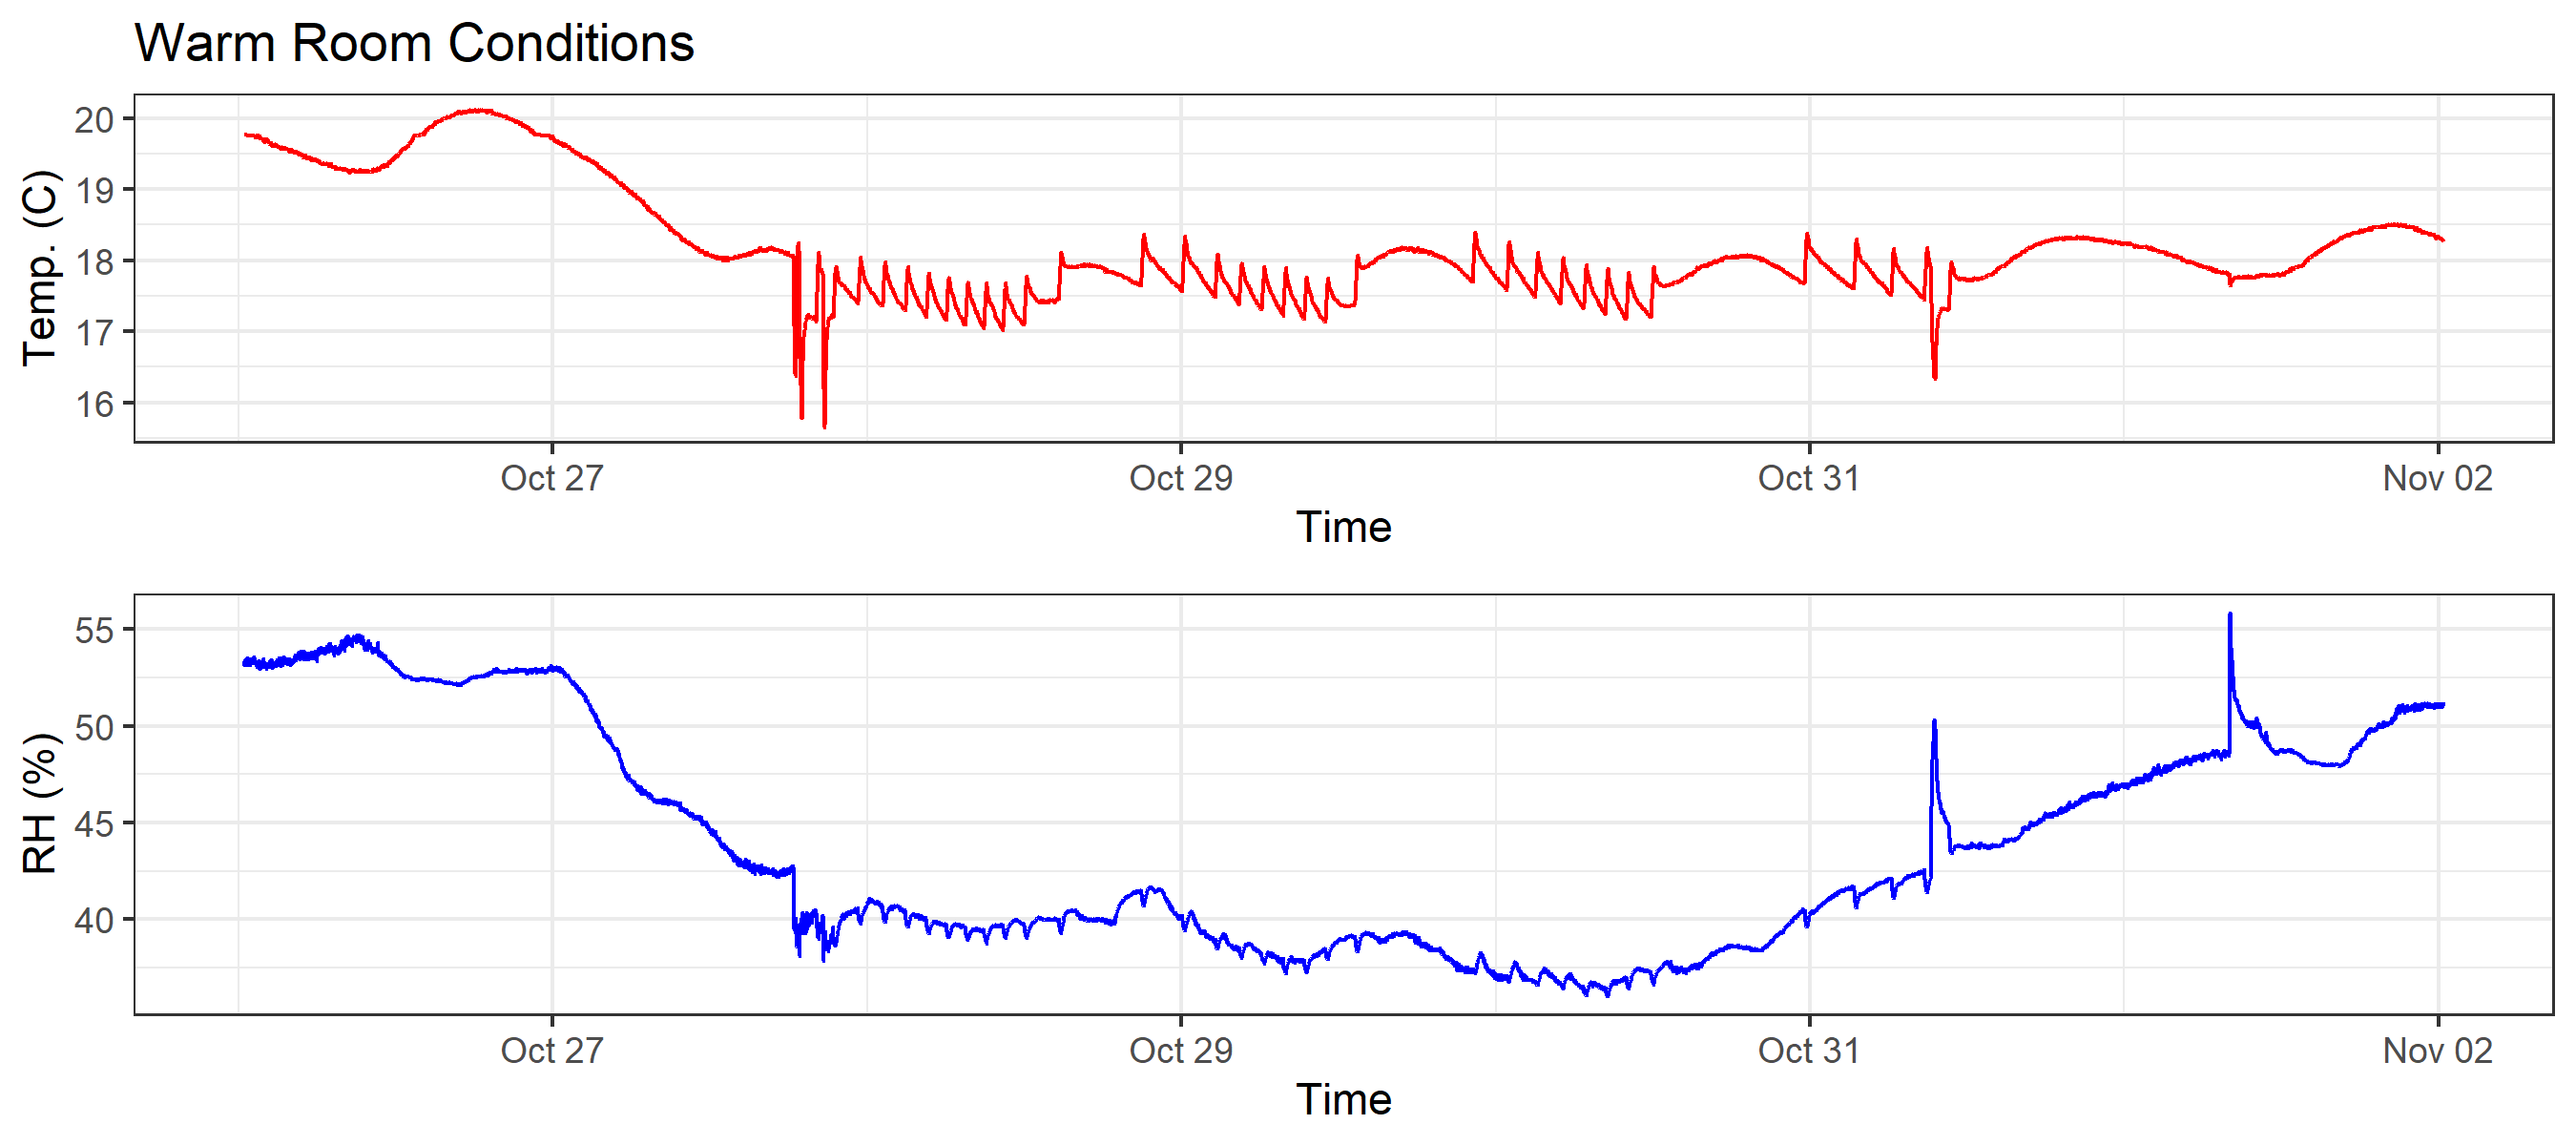 Warm Room Conditions
20
19
18
17
16
Temp. (C)
Oct 27 Oct 29 Oct 31 Nov 02
Time
55
50
45
40
RH (%)
Oct 27 Oct 29 Oct 31 Nov 02
Time